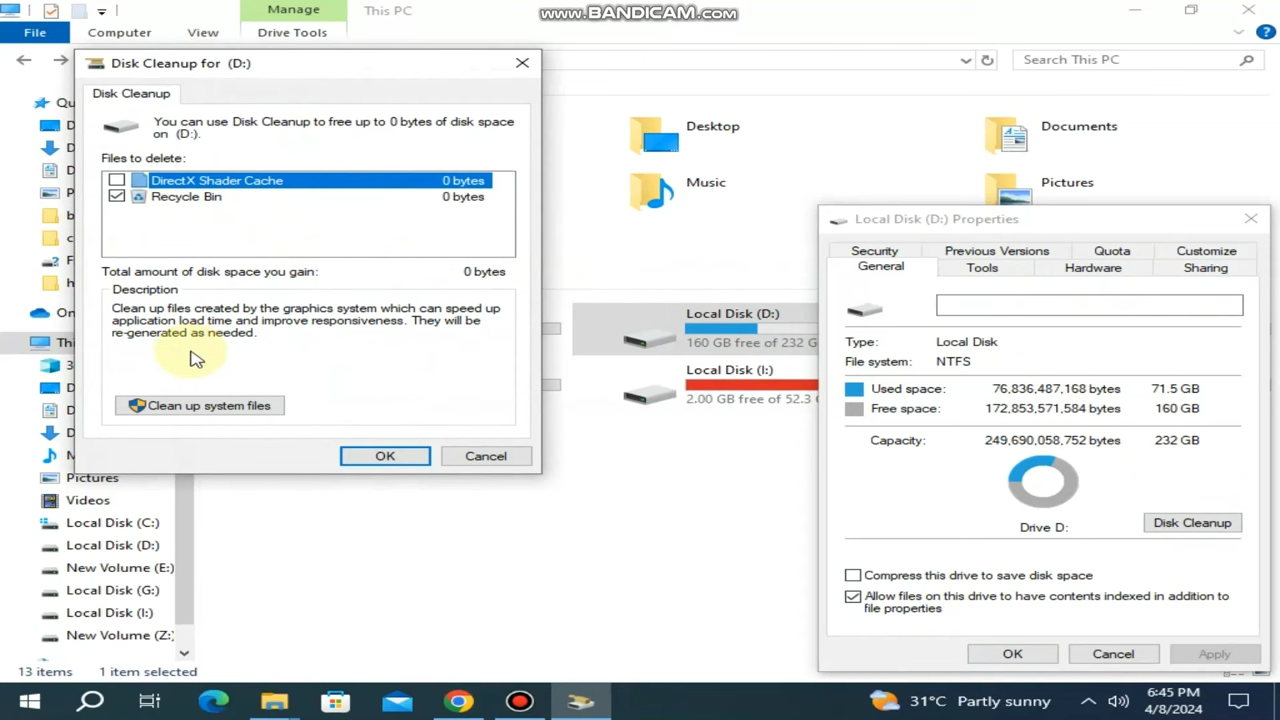 Manage
This PC
www.BANDICAM.com
File
Computer
View
Drive Tools
Search This PC
Disk Cleanup for (D:)
Disk Cleanup
You can use Disk Cleanup to free up to 0 bytes of disk space
on (D:).
Files to delete:
DirectX Shader Cache 0 bytes
Recycle Bin 0 bytes
Total amount of disk space you gain: 0 bytes
Description
Clean up files created by the graphics system which can speed up
application load time and improve responsiveness. They will be
re-generated as needed.
Clean up system files
OK
Cancel
Desktop
Documents
Music
Pictures
Local Disk (D:)
160 GB free of 232 G
Local Disk (I:)
2.00 GB free of 52.3
Local Disk (D:) Properties
Security
Previous Versions
Quota
Customize
General
Tools
Hardware
Sharing
Type: Local Disk
File system: NTFS
Used space: 76,836,487,168 bytes 71.5 GB
Free space: 172,853,571,584 bytes 160 GB
Capacity: 249,690,058,752 bytes 232 GB
Drive D:
Disk Cleanup
Compress this drive to save disk space
Allow files on this drive to have contents indexed in addition to
file properties
OK
Cancel
Apply
Pictures
Videos
Local Disk (C:)
Local Disk (D:)
New Volume (E:)
Local Disk (G:)
Local Disk (I:)
New Volume (Z:)
13 items
1 item selected
31°C Partly sunny
6:45 PM
4/8/2024